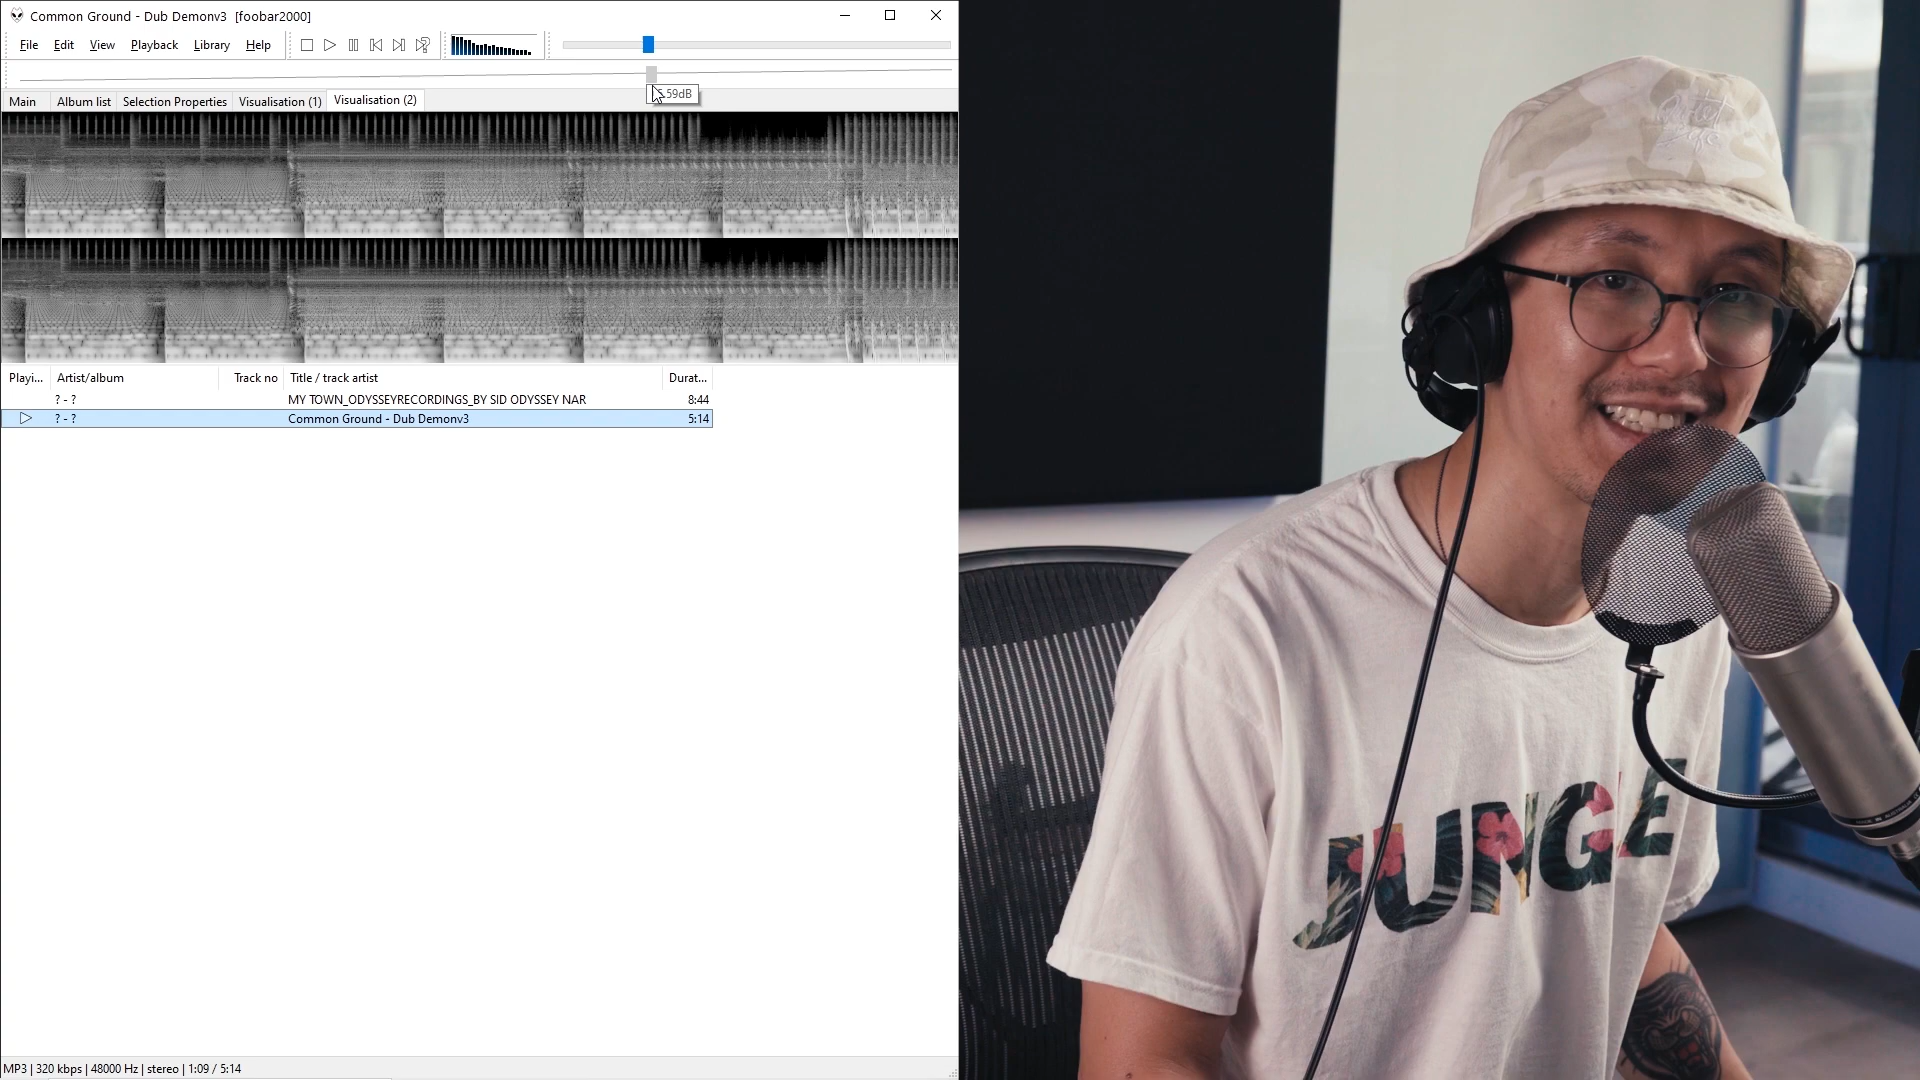 Common Ground - Dub Demonv3 [foobar2000]
File Edit View Playback Library Help
.59dB
Main Album list Selection Properties Visualisation (1) Visualisation (2)
Playi... Artist/album Track no Title / track artist Durat...
? - ? MY TOWN_ODYSSEYRECORDINGS_BY SID ODYSSEY NAR 8:44
? - ? Common Ground - Dub Demonv3 5:14
MP3 | 320 kbps | 48000 Hz | stereo | 1:09 / 5:14
JUNGLE